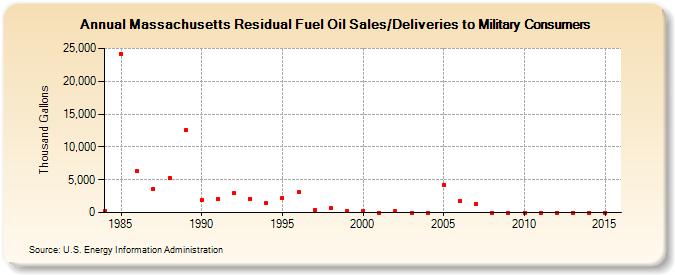 Annual Massachusetts Residual Fuel Oil Sales/Deliveries to Military Consumers
Thousand Gallons
25,000
20,000
15,000
10,000
5,000
0
1985 1990 1995 2000 2005 2010 2015
Source: U.S. Energy Information Administration